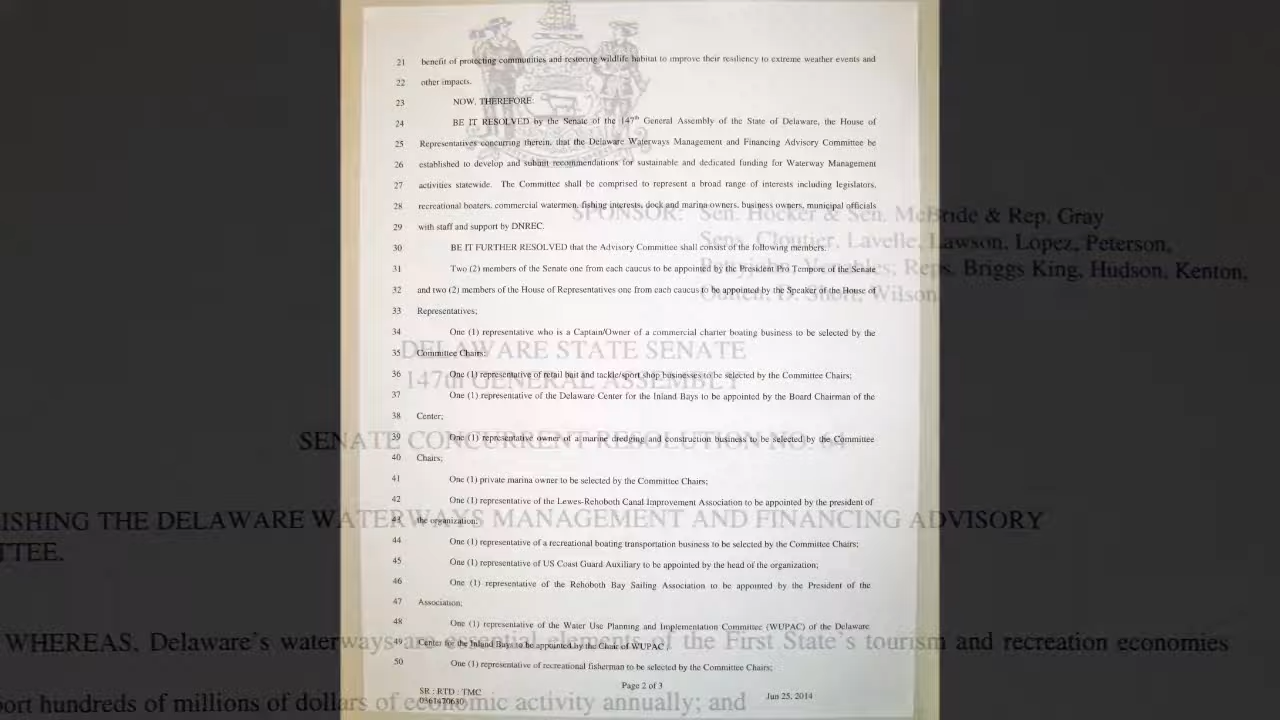 21 benefit of protecting communities and restoring wildlife habitat to improve their resiliency to extreme weather events and
22 other impacts.
23 NOW, THEREFORE:
24 BE IT RESOLVED by the Senate of the 147th General Assembly of the State of Delaware, the House of
25 Representatives concurring therein, that the Delaware Waterways Management and Financing Advisory Committee be
26 established to develop and submit recommendations for sustainable and dedicated funding for Waterway Management
27 activities statewide. The Committee shall be comprised to represent a broad range of interests including legislators,
28 recreational boaters, commercial watermen, fishing interests, dock and marina owners, business owners, municipal officials
29 with staff and support by DNREC.
30 BE IT FURTHER RESOLVED that the Advisory Committee shall consist of the following members.
31 Two (2) members of the Senate one from each caucus to be appointed by the President Pro Tempore of the Senate
32 and two (2) members of the House of Representatives one from each caucus to be appointed by the Speaker of the House of
33 Representatives;
34 One (1) representative who is a Captain/Owner of a commercial charter boating business to be selected by the
35 Committee Chairs;
36 One (1) representative of retail bait and tackle/sport shop businesses to be selected by the Committee Chairs;
37 One (1) representative of the Delaware Center for the Inland Bays to be appointed by the Board Chairman of the
38 Center;
39 One (1) representative owner of a marine dredging and construction business to be selected by the Committee
40 Chairs;
41 One (1) private marina owner to be selected by the Committee Chairs;
42 One (1) representative of the Lewes-Rehoboth Canal Improvement Association to be appointed by the president of
43 the organization;
44 One (1) representative of a recreational boating transportation business to be selected by the Committee Chairs;
45 One (1) representative of US Coast Guard Auxiliary to be appointed by the head of the organization;
46 One (1) representative of the Rehoboth Bay Sailing Association to be appointed by the President of the
47 Association;
48 One (1) representative of the Water Use Planning and Implementation Committee (WUPAC) of the Delaware
49 Center for the Inland Bays to be appointed by the Chair of WUPAC ;
50 One (1) representative of recreational fisherman to be selected by the Committee Chairs;
Page 2 of 3
SR : RTD : TMC
0361470630
Jun 25, 2014
SPONSOR: Sen. Hocker & Sen. McBride & Rep. Gray
Sens. Cloutier, Lavelle, Lawson, Lopez, Peterson,
Reps. Briggs King, Hudson, Kenton,
D. Short, Wilson
DELAWARE STATE SENATE
147th GENERAL ASSEMBLY
SENATE CONCURRENT RESOLUTION NO. 64
ISHING THE DELAWARE WATERWAYS MANAGEMENT AND FINANCING ADVISORY
TTEE.
WHEREAS, Delaware's waterways are essential elements of the First State's tourism and recreation economies
ort hundreds of millions of dollars of economic activity annually; and